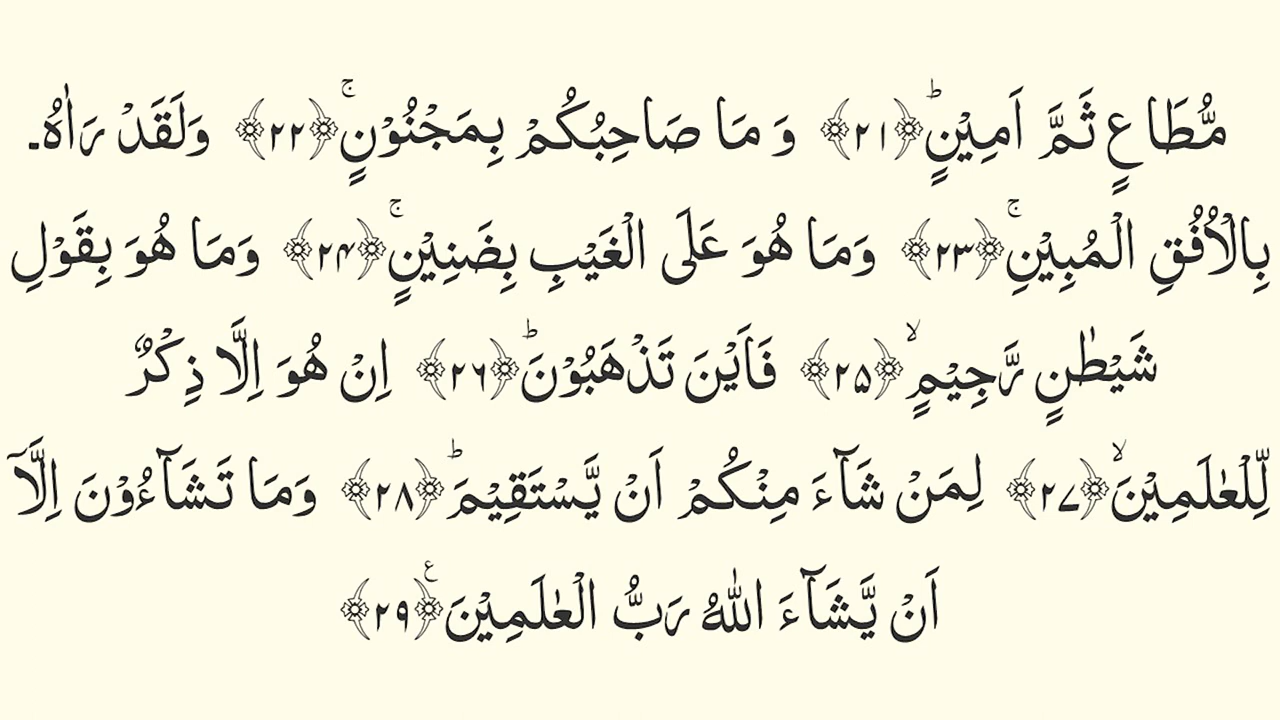 مُّطَاعٍ ثَمَّ اَمِیْنٍؕ﴿۲۱﴾ وَ مَا صَاحِبُكُمْ بِمَجْنُوْنٍۚ﴿۲۲﴾ وَلَقَدْ رَاٰهُ
بِالْاُفُقِ الْمُبِیْنِۚ﴿۲۳﴾ وَمَا هُوَ عَلَی الْغَیْبِ بِضَنِیْنٍۚ﴿۲۴﴾ وَمَا هُوَ بِقَوْلِ
شَیْطٰنٍ رَّجِیْمٍۙ﴿۲۵﴾ فَاَیْنَ تَذْهَبُوْنَؕ﴿۲۶﴾ اِنْ هُوَ اِلَّا ذِكْرٌ
لِّلْعٰلَمِیْنَۙ﴿۲۷﴾ لِمَنْ شَآءَ مِنْكُمْ اَنْ یَّسْتَقِیْمَؕ﴿۲۸﴾ وَمَا تَشَآءُوْنَ اِلَّاۤ
اَنْ یَّشَآءَ اللّٰهُ رَبُّ الْعٰلَمِیْنَ۠﴿۲۹﴾